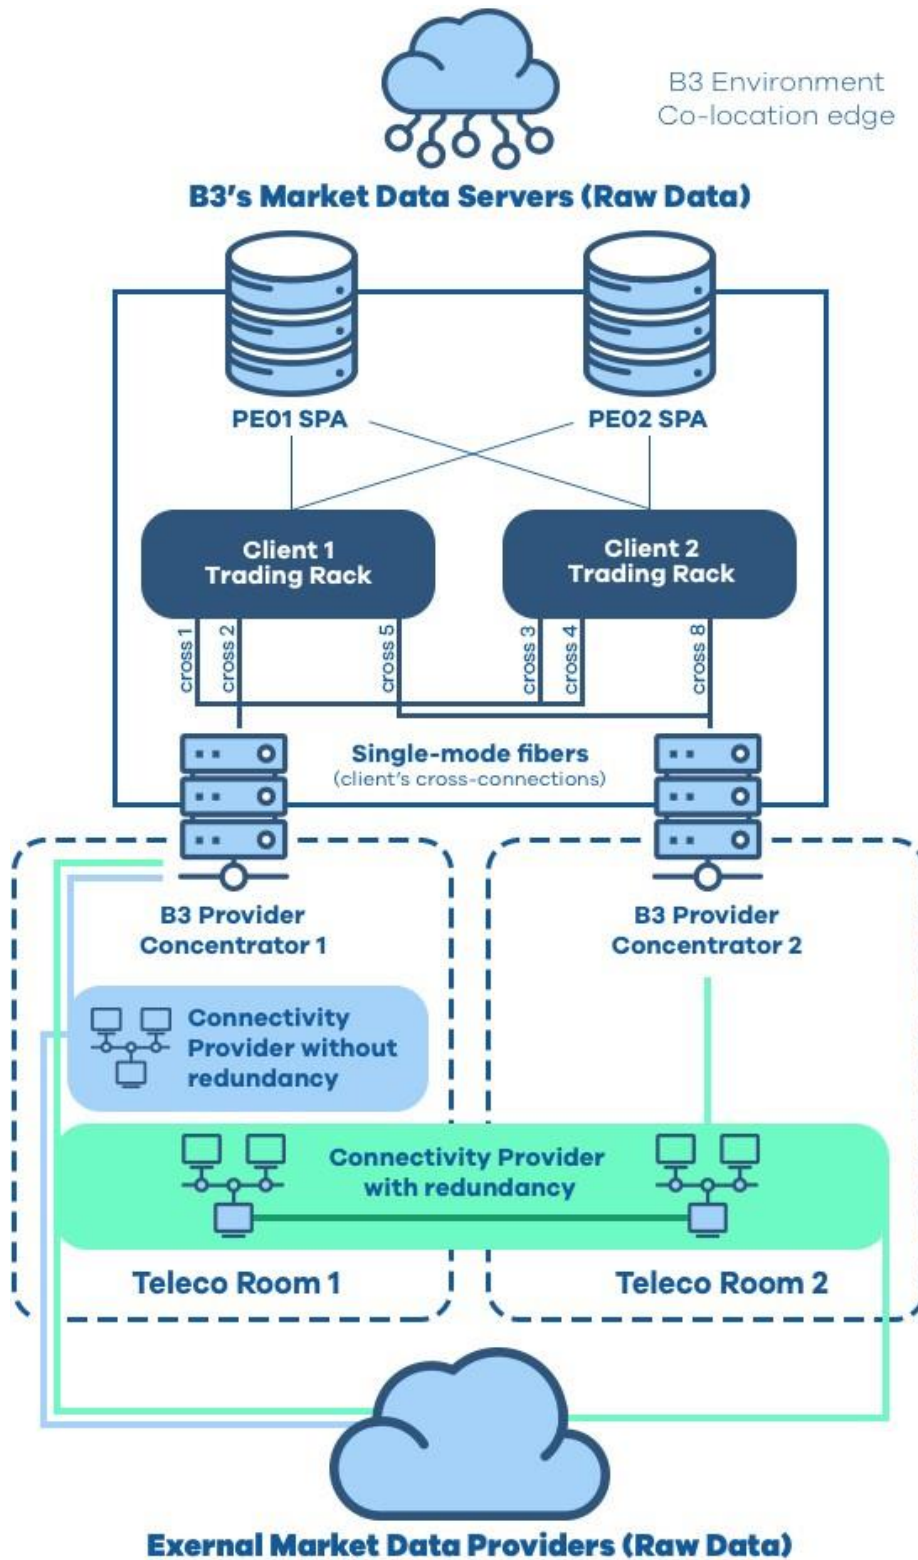 B3 Environment
Co-location edge
B3's Market Data Servers (Raw Data)
PE01 SPA
PE02 SPA
Client 1
Trading Rack
Client 2
Trading Rack
cross 1
cross 2
cross 5
cross 3
cross 4
cross 8
Single-mode fibers
(client's cross-connections)
B3 Provider
Concentrator 1
B3 Provider
Concentrator 2
Connectivity
Provider without
redundancy
Connectivity Provider
with redundancy
Teleco Room 1
Teleco Room 2
Exernal Market Data Providers (Raw Data)